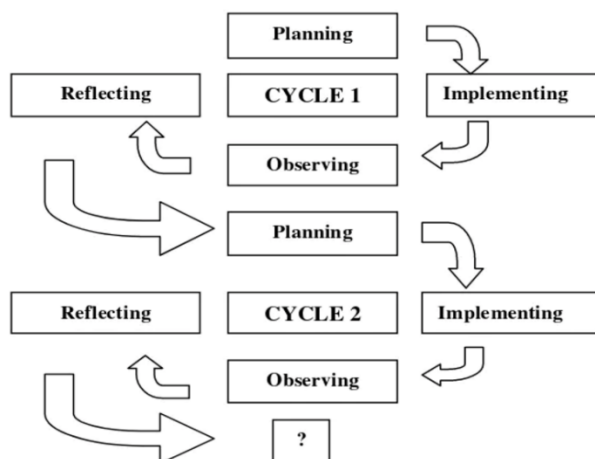 Planning
Reflecting
CYCLE 1
Implementing
Observing
Planning
Reflecting
CYCLE 2
Implementing
Observing
?